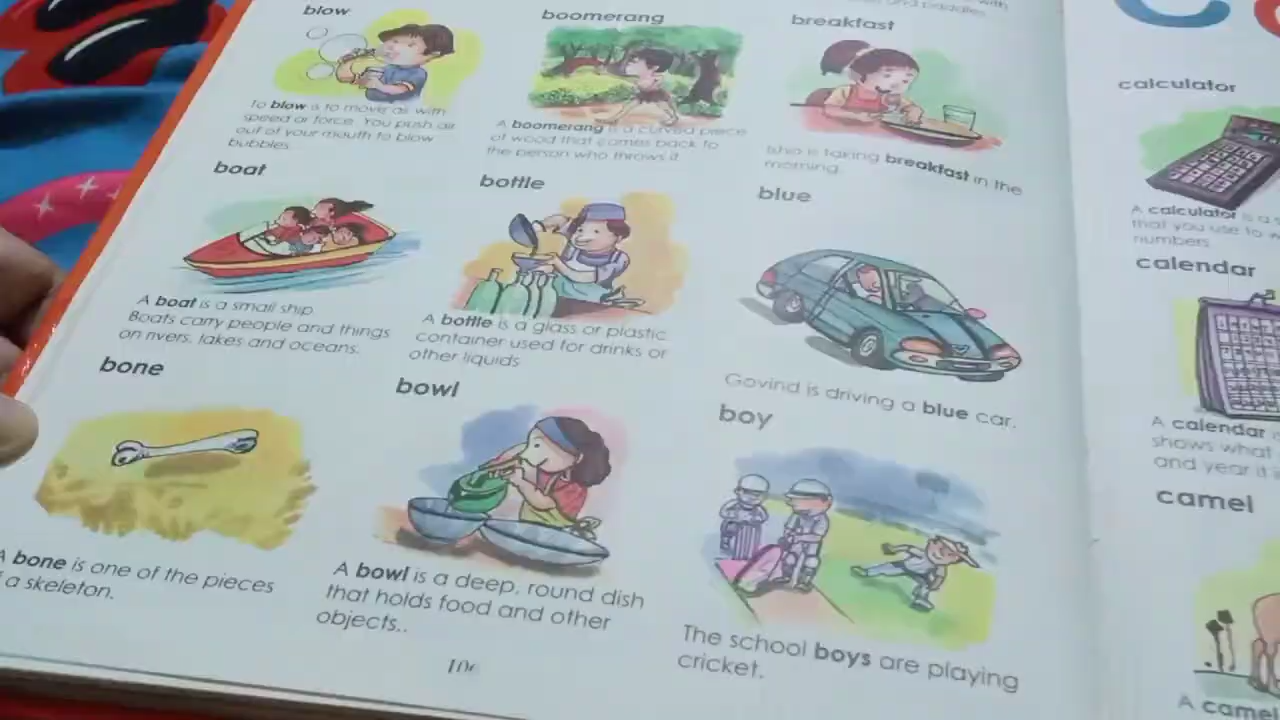 blow
To blow is to move as with
speed or force. You push air
out of your mouth to blow
bubbles.
boat
A boat is a small ship.
Boats carry people and things
on rivers, lakes and oceans.
bone
A bone is one of the pieces
a skeleton.
boomerang
A boomerang is a curved piece
of wood that comes back to
the person who throws it.
bottle
A bottle is a glass or plastic
container used for drinks or
other liquids
bowl
A bowl is a deep, round dish
that holds food and other
objects..
and paddles.
breakfast
is taking breakfast in the
morning.
blue
Govind is driving a blue car.
boy
The school boys are playing
cricket.
C
calculator
A calculator is a
that you use to
numbers
calendar
A calendar
shows what
and year it
camel
A camel